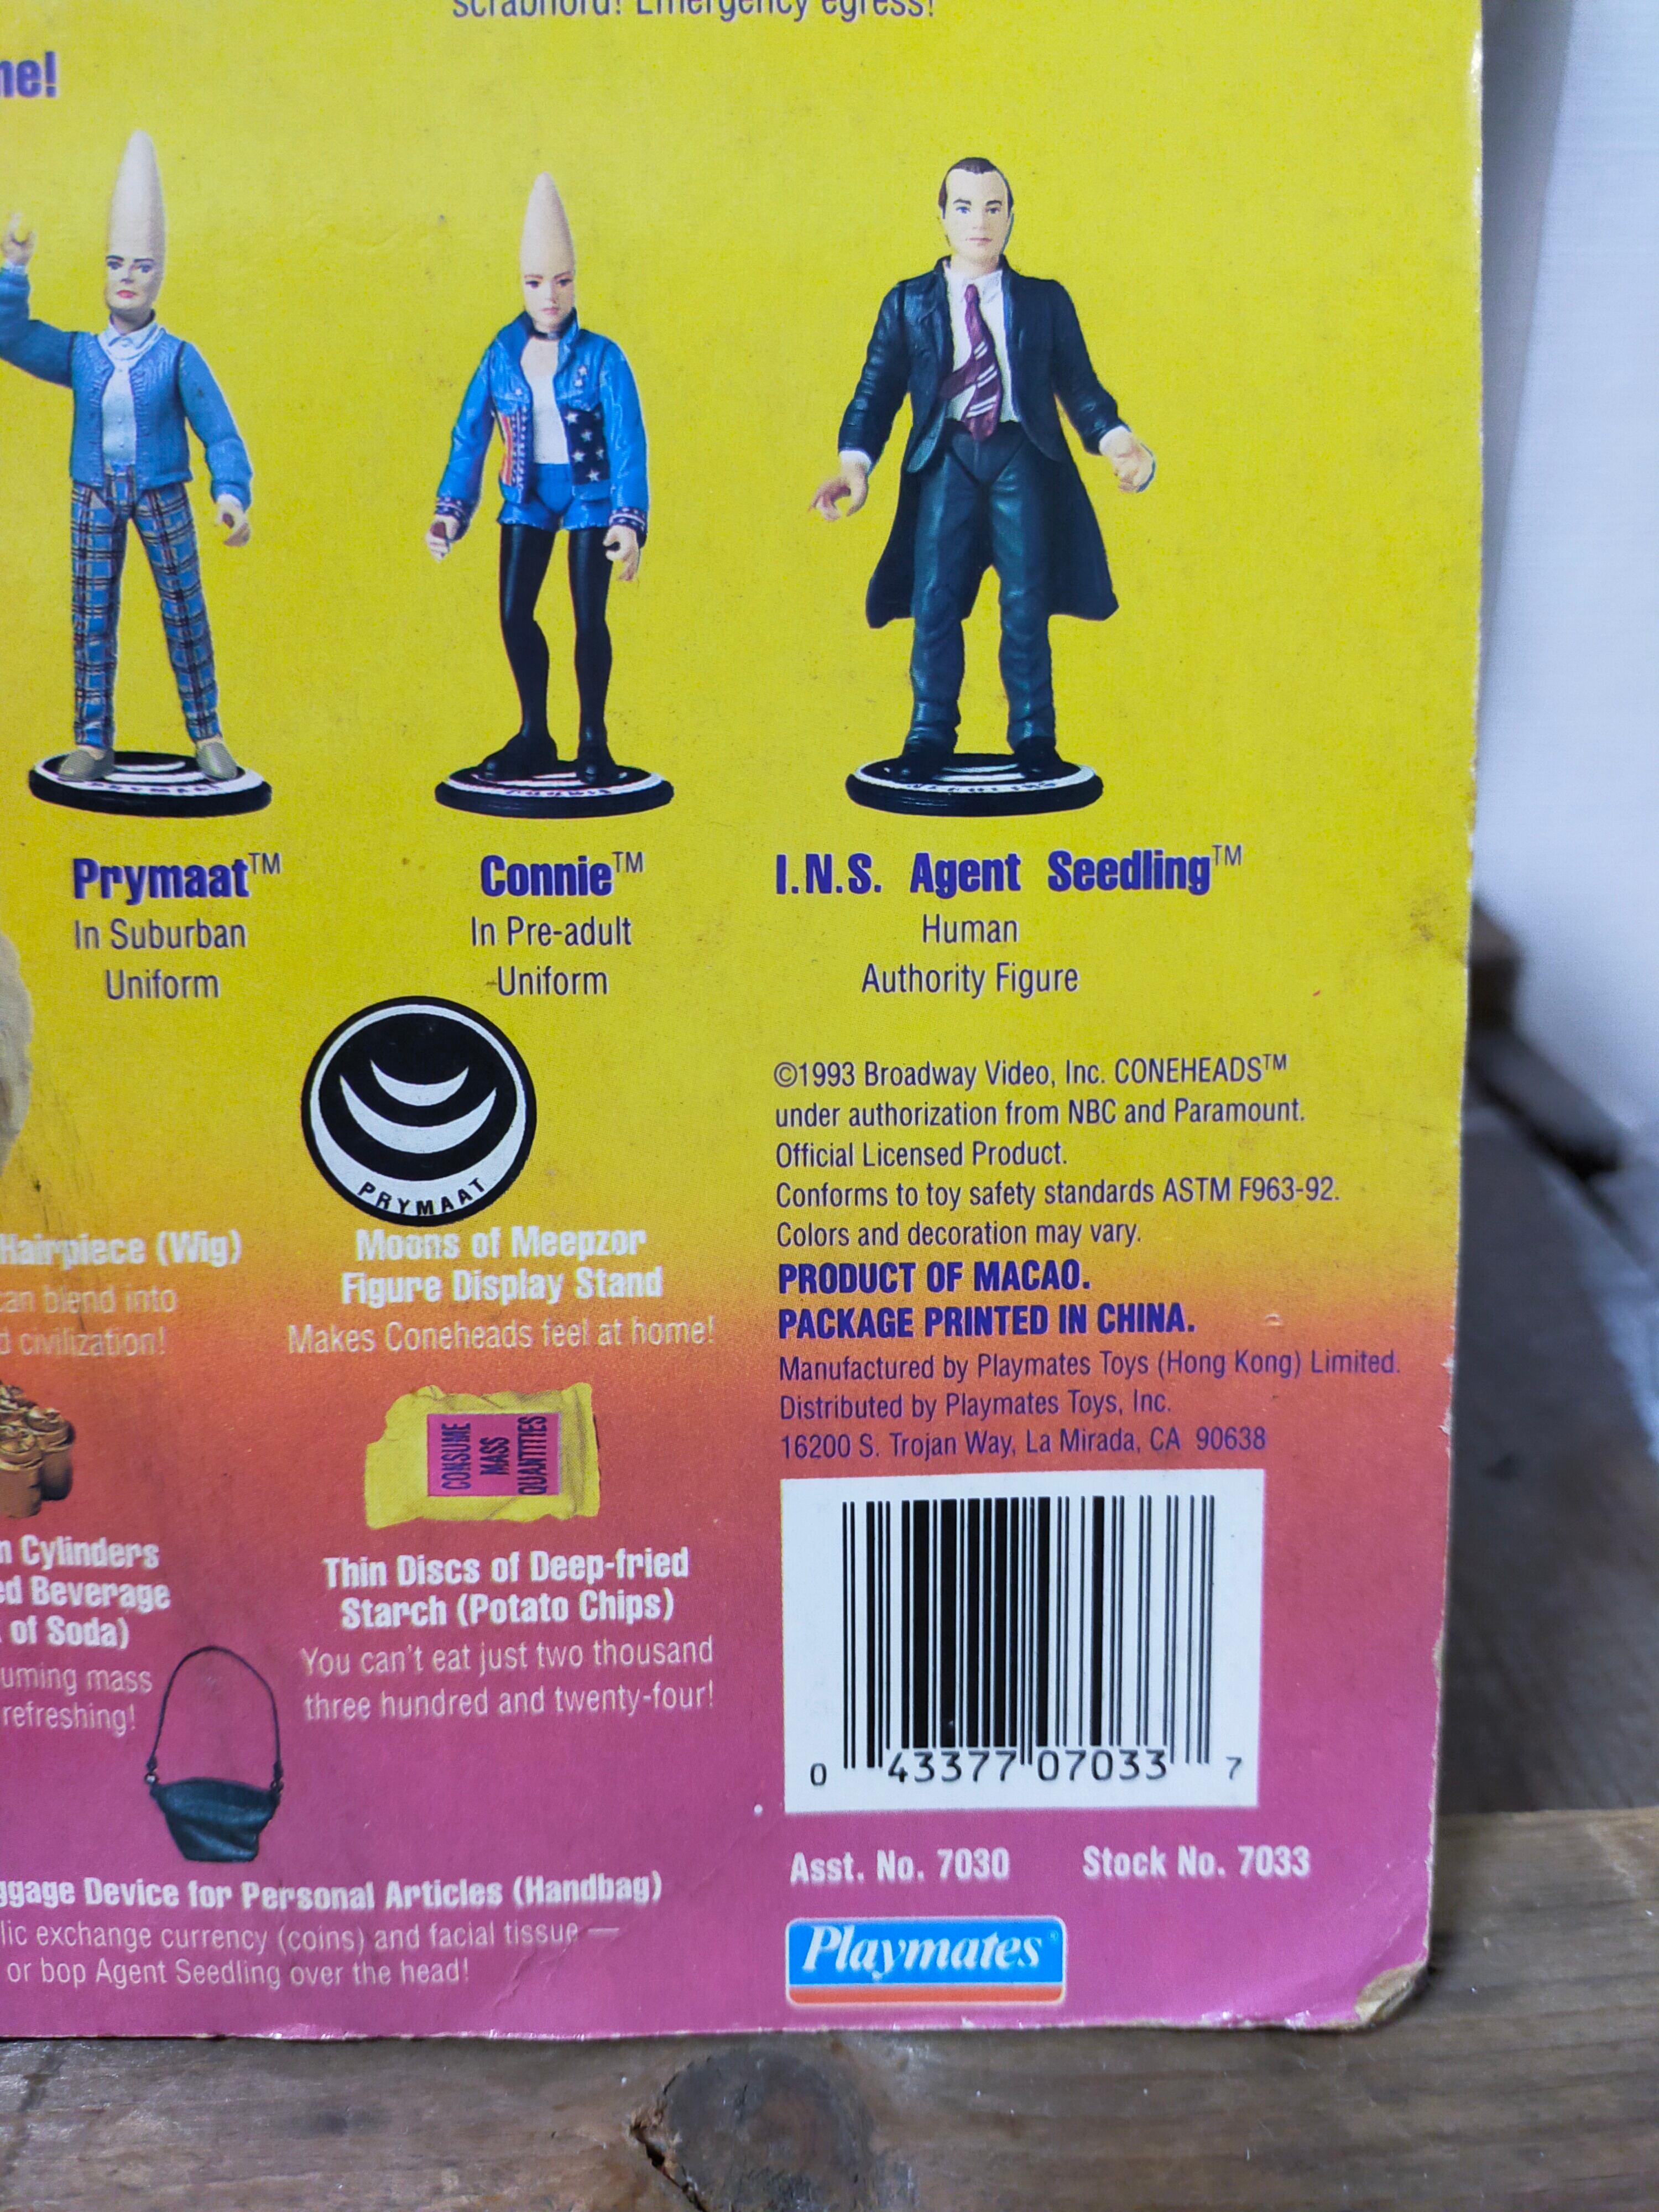 scrabnord! Emergency egress!
Prymaat™
In Suburban
Uniform
Connie™
In Pre-adult
Uniform
I.N.S. Agent Seedling™
Human
Authority Figure
PRYMAAT
Hairpiece (Wig)
can blend into
civilization!
Moons of Meepzor
Figure Display Stand
Makes Coneheads feel at home!
©1993 Broadway Video, Inc. CONEHEADS™
under authorization from NBC and Paramount.
Official Licensed Product.
Conforms to toy safety standards ASTM F963-92.
Colors and decoration may vary.
PRODUCT OF MACAO.
PACKAGE PRINTED IN CHINA.
Manufactured by Playmates Toys (Hong Kong) Limited.
Distributed by Playmates Toys, Inc.
16200 S. Trojan Way, La Mirada, CA 90638
CONSUME
MASS
QUANTITIES
Cylinders
Beverage
of Soda)
mass
refreshing!
Thin Discs of Deep-fried
Starch (Potato Chips)
You can't eat just two thousand
three hundred and twenty-four!
Device for Personal Articles (Handbag)
exchange currency (coins) and facial tissue —
or bop Agent Seedling over the head!
0 43377 07033 7
Asst. No. 7030 Stock No. 7033
Playmates®